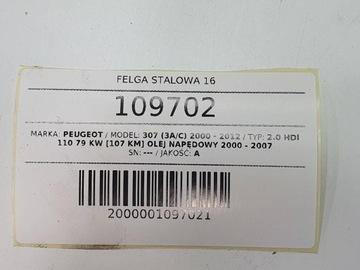 FELGA STALOWA 16
109702
MARKA: PEUGEOT / MODEL: 307 (3A/C) 2000 - 2012 / TYP: 2.0 HDI
110 79 KW [107 KM] OLEJ NAPĘDOWY 2000 - 2007
SN: --- / JAKOŚĆ: A
2000001097021